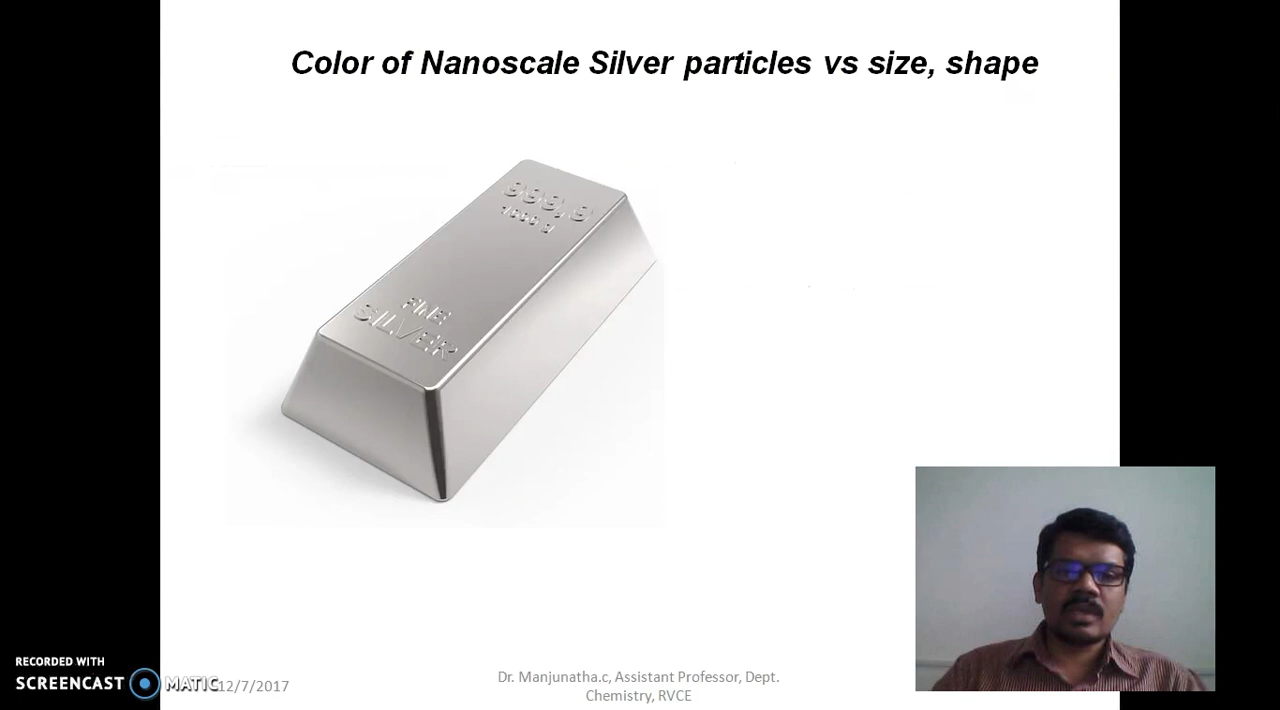 Color of Nanoscale Silver particles vs size, shape
999,9
1000 g
FINE
SILVER
RECORDED WITH
SCREENCAST MATIC
12/7/2017
Dr. Manjunatha.c, Assistant Professor, Dept.
Chemistry, RVCE